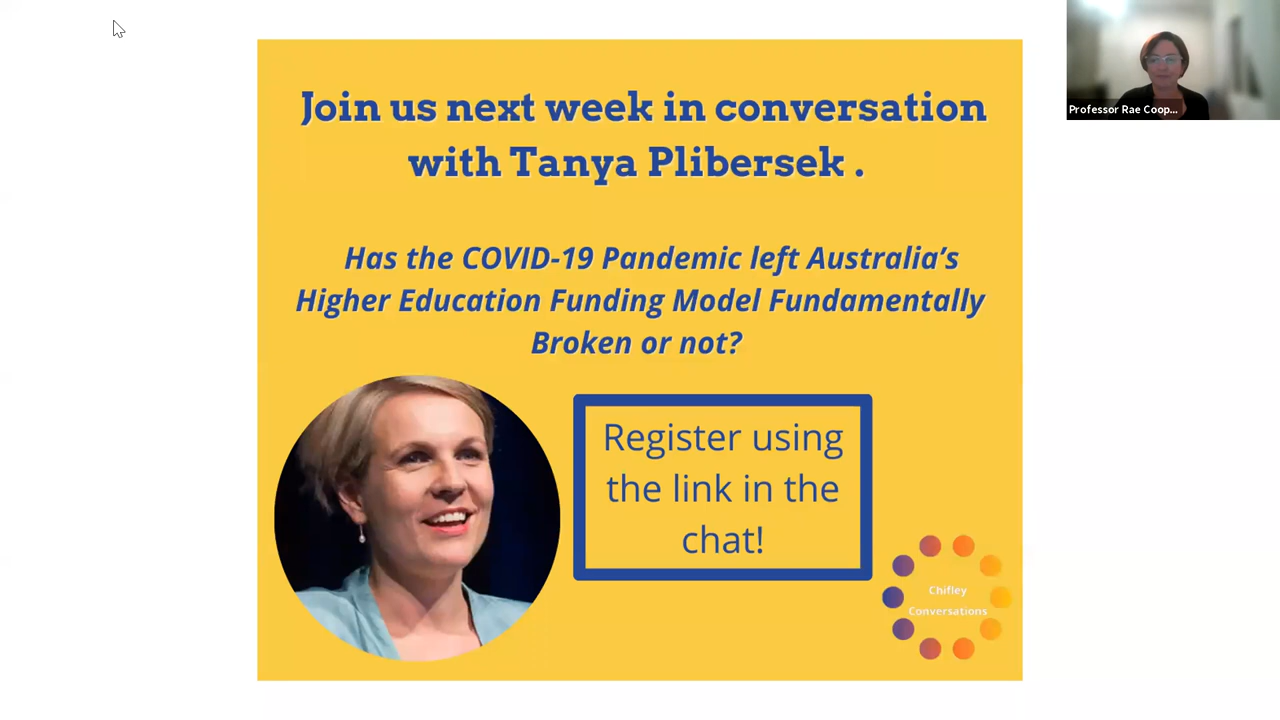 Join us next week in conversation
with Tanya Plibersek .
Has the COVID-19 Pandemic left Australia’s
Higher Education Funding Model Fundamentally
Broken or not?
Register using
the link in the
chat!
Chifley
Conversations
Professor Rae Coop...